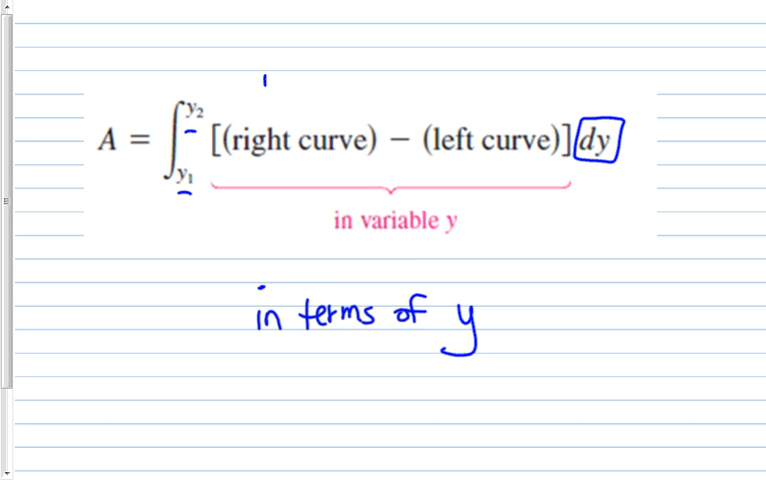 A = ∫_{y₁}^{y₂} [(right curve) − (left curve)] dy
in variable y
in terms of y